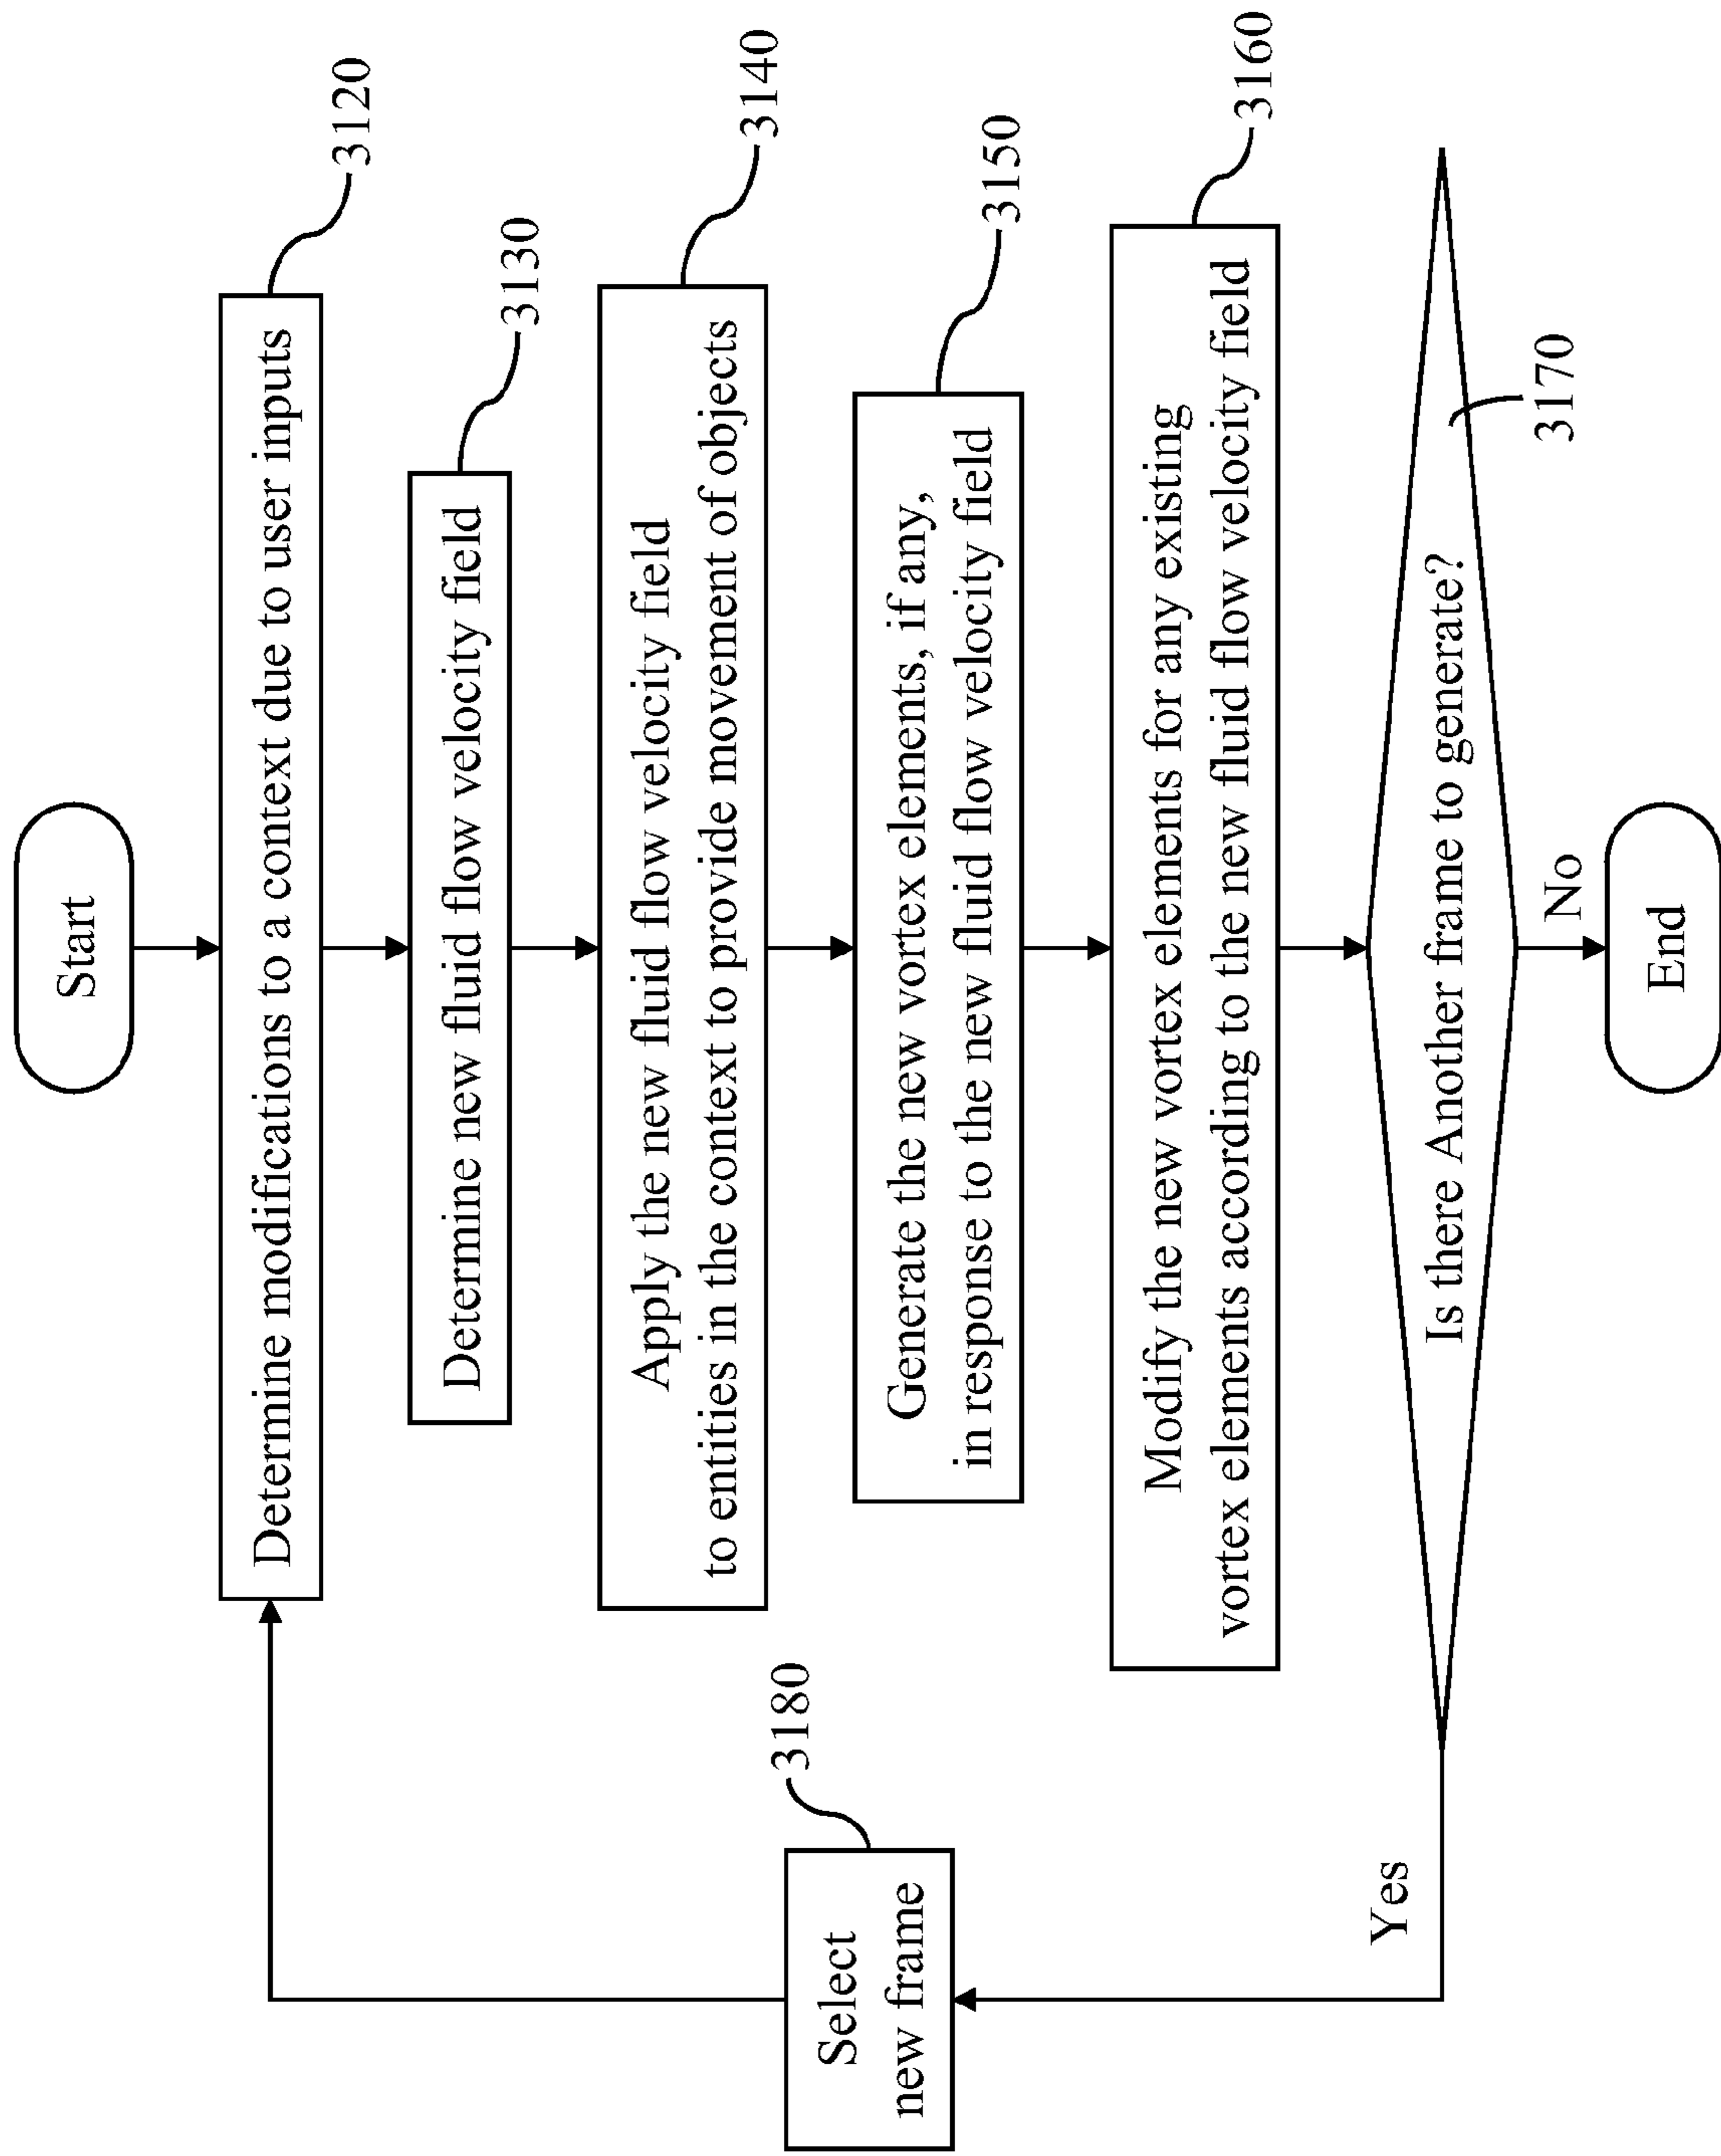 Start
Determine modifications to a context due to user inputs
3120
Determine new fluid flow velocity field
3130
Apply the new fluid flow velocity field
to entities in the context to provide movement of objects
3140
Generate the new vortex elements, if any,
in response to the new fluid flow velocity field
3150
Modify the new vortex elements for any existing
vortex elements according to the new fluid flow velocity field
3160
Is there Another frame to generate?
3170
Yes
Select
new frame
3180
No
End